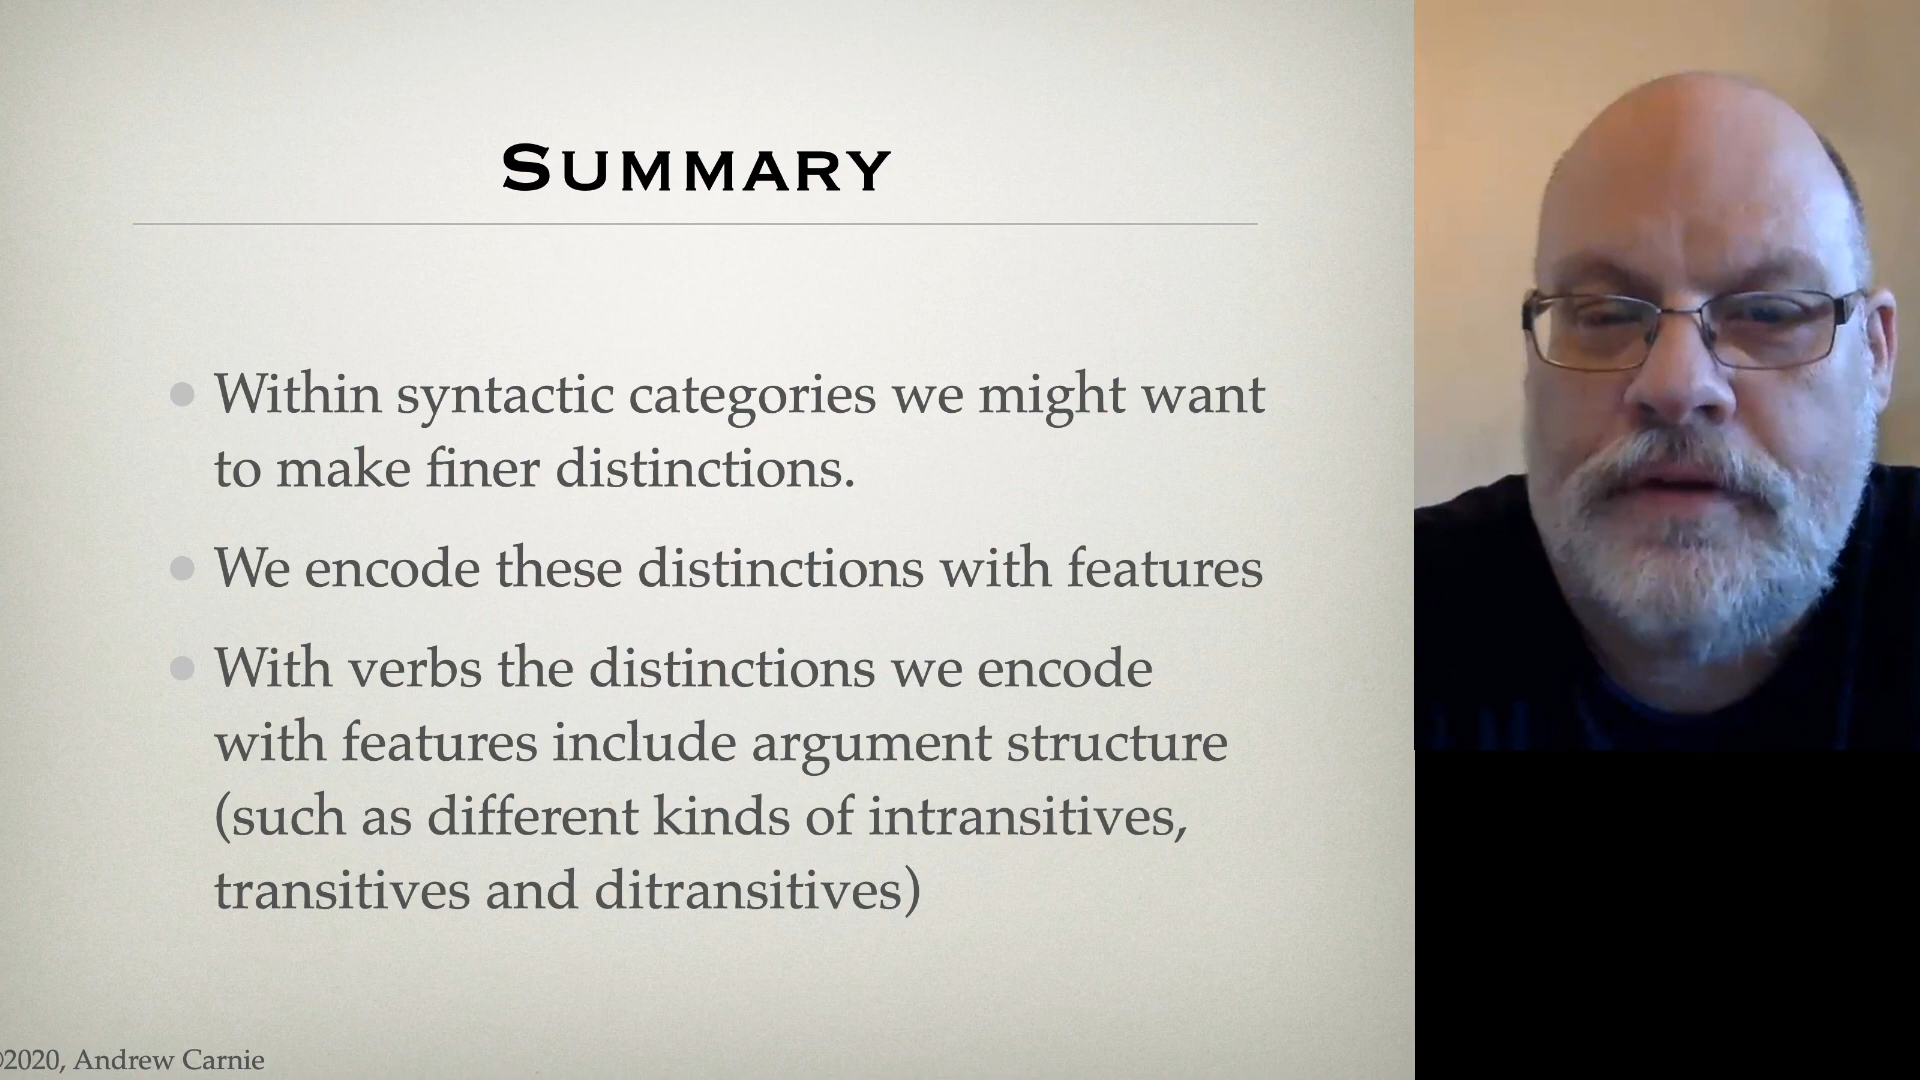 SUMMARY
• Within syntactic categories we might want
to make finer distinctions.
• We encode these distinctions with features
• With verbs the distinctions we encode
with features include argument structure
(such as different kinds of intransitives,
transitives and ditransitives)
©2020, Andrew Carnie